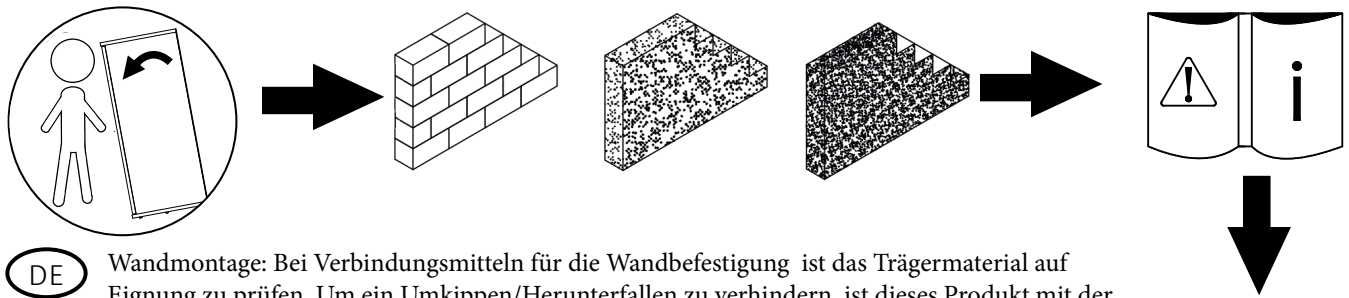 DE
Wandmontage: Bei Verbindungsmitteln für die Wandbefestigung ist das Trägermaterial auf
Eignung zu prüfen. Um ein Umkippen/Herunterfallen zu verhindern, ist dieses Produkt mit der